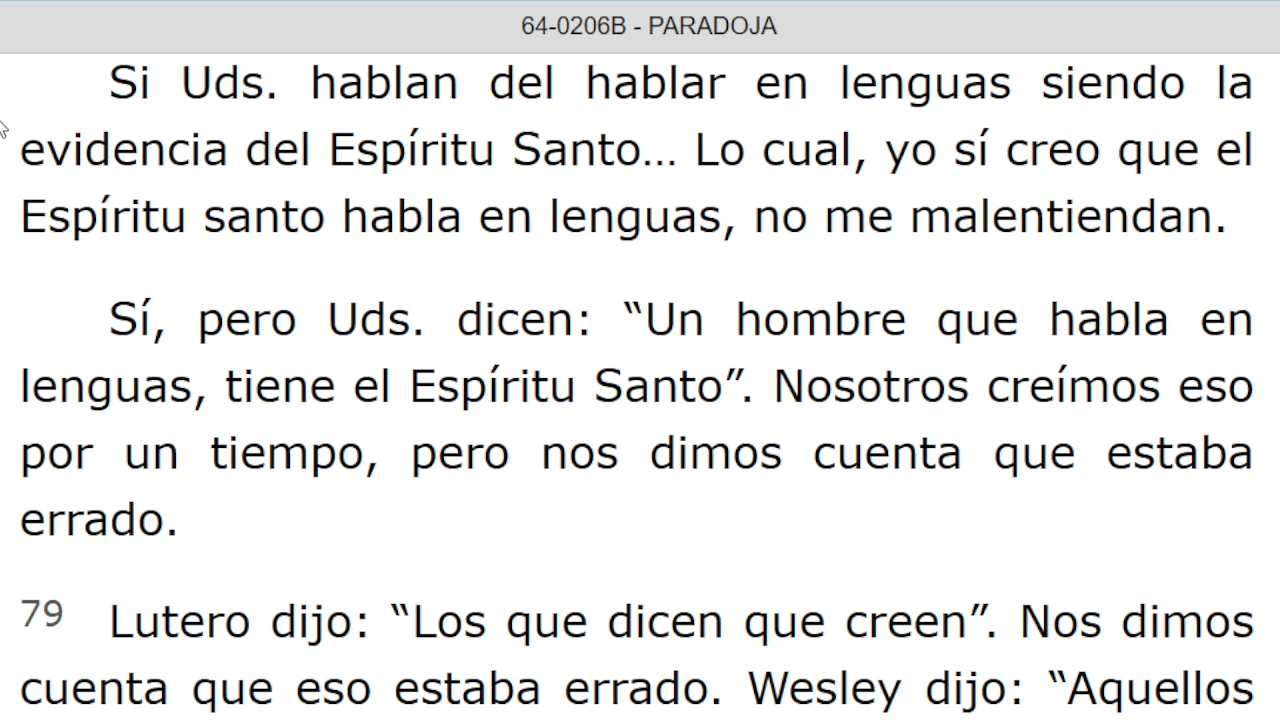 64-0206B - PARADOJA
Si Uds. hablan del hablar en lenguas siendo la
evidencia del Espíritu Santo... Lo cual, yo sí creo que el
Espíritu santo habla en lenguas, no me malentiendan.
Sí, pero Uds. dicen: “Un hombre que habla en
lenguas, tiene el Espíritu Santo”. Nosotros creímos eso
por un tiempo, pero nos dimos cuenta que estaba
errado.
79 Lutero dijo: “Los que dicen que creen”. Nos dimos
cuenta que eso estaba errado. Wesley dijo: “Aquellos